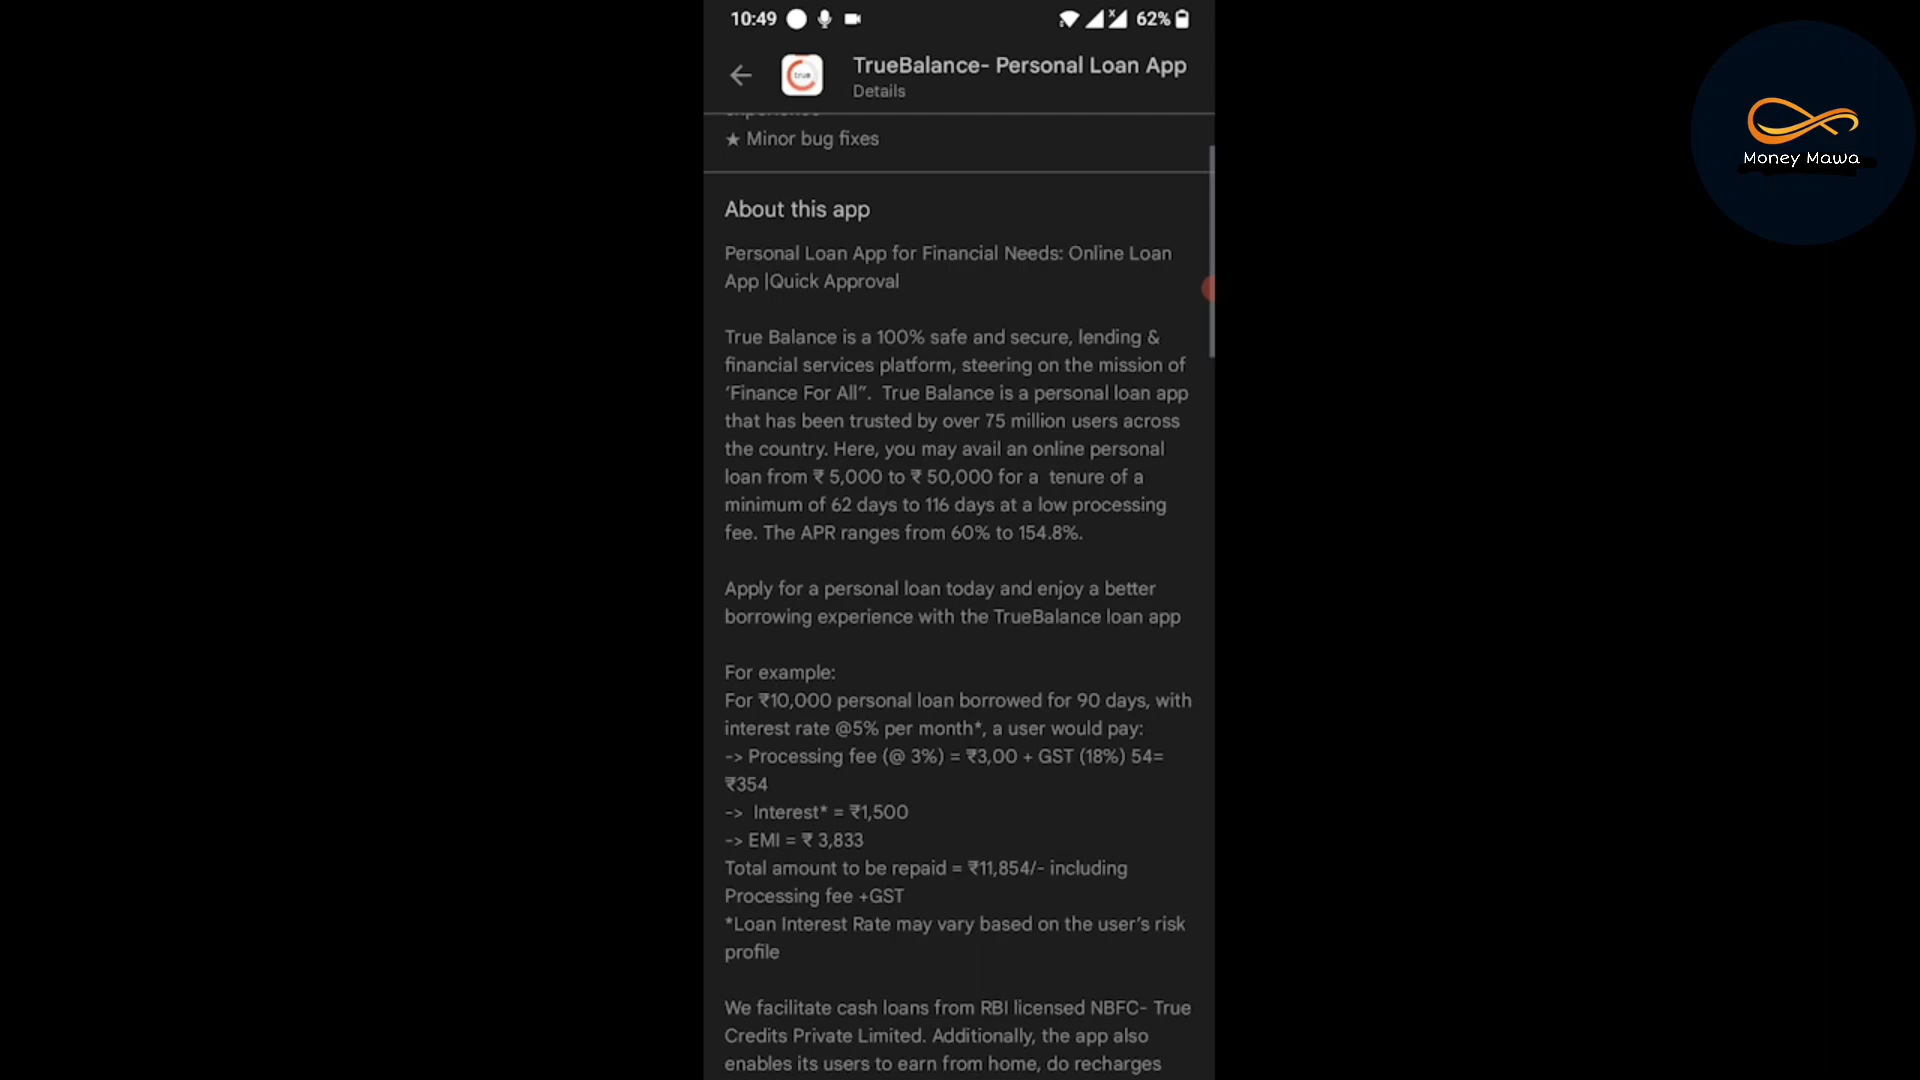 10:49
62%
TrueBalance- Personal Loan App
Details
true
★ Minor bug fixes
About this app
Personal Loan App for Financial Needs: Online Loan
App |Quick Approval
True Balance is a 100% safe and secure, lending &
financial services platform, steering on the mission of
‘Finance For All”.  True Balance is a personal loan app
that has been trusted by over 75 million users across
the country. Here, you may avail an online personal
loan from ₹ 5,000 to ₹ 50,000 for a  tenure of a
minimum of 62 days to 116 days at a low processing
fee. The APR ranges from 60% to 154.8%.
Apply for a personal loan today and enjoy a better
borrowing experience with the TrueBalance loan app
For example:
For ₹10,000 personal loan borrowed for 90 days, with
interest rate @5% per month*, a user would pay:
-> Processing fee (@ 3%) = ₹3,00 + GST (18%) 54=
₹354
->  Interest* = ₹1,500
-> EMI = ₹ 3,833
Total amount to be repaid = ₹11,854/- including
Processing fee +GST
*Loan Interest Rate may vary based on the user’s risk
profile
We facilitate cash loans from RBI licensed NBFC- True
Credits Private Limited. Additionally, the app also
enables its users to earn from home, do recharges
Money Mawa